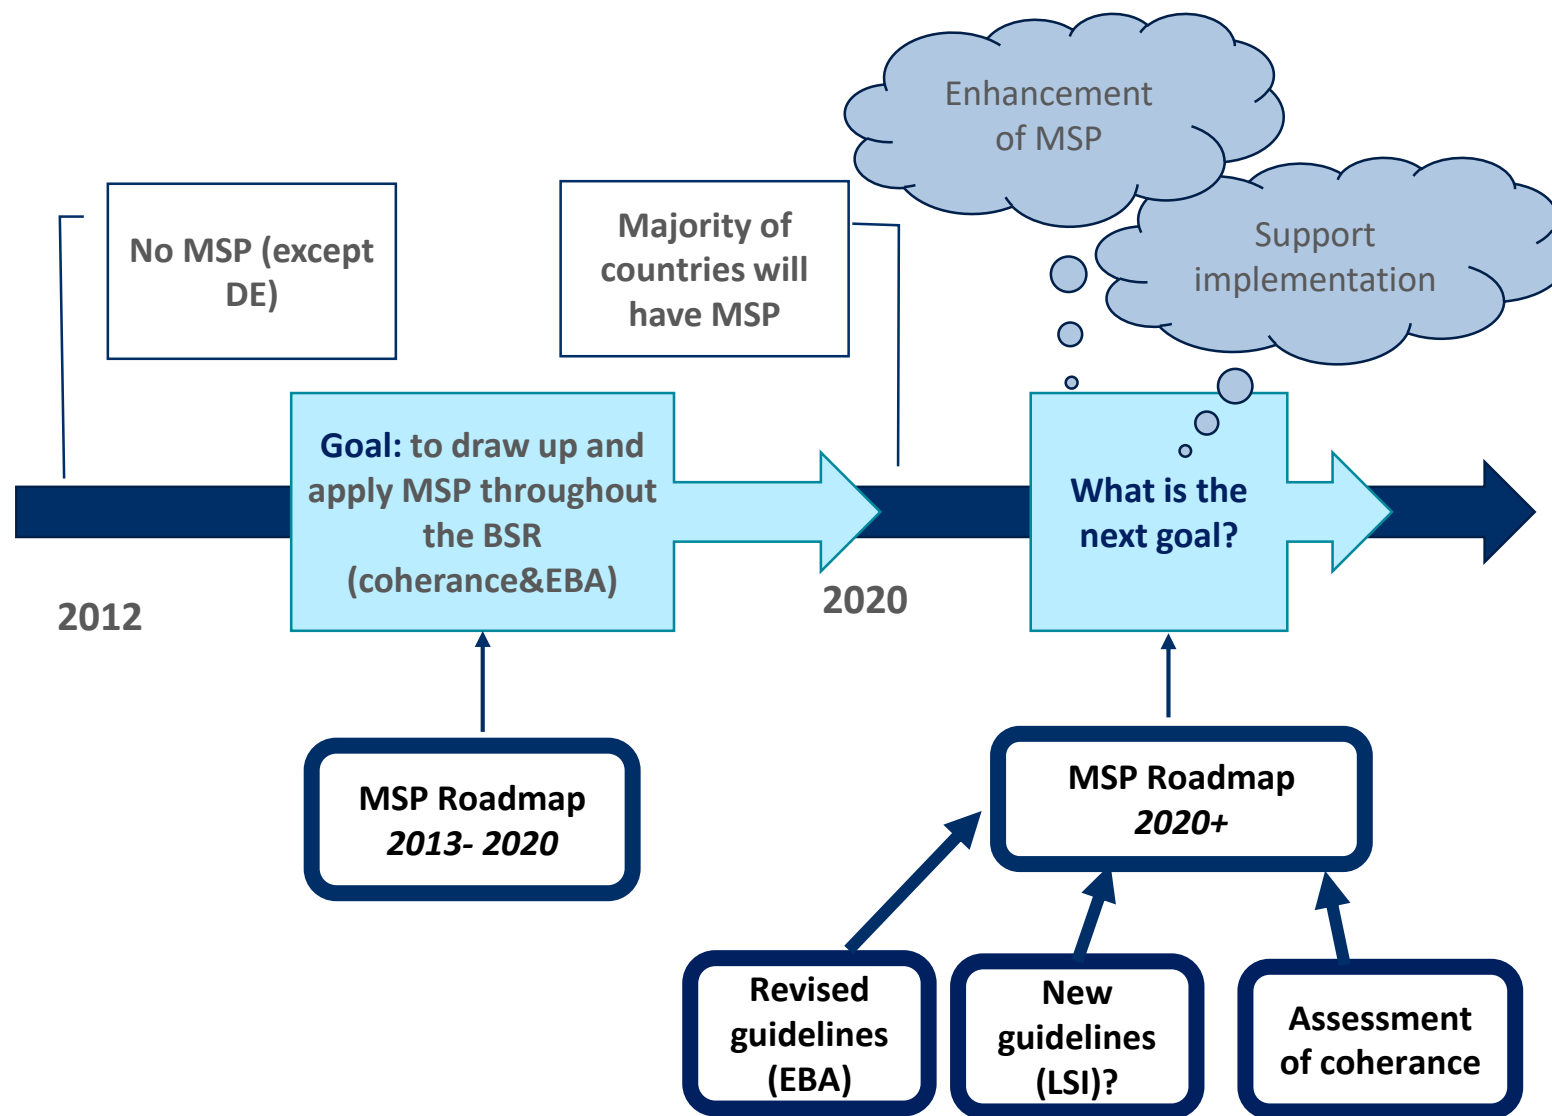 Enhancement
of MSP
Support
implementation
No MSP (except
DE)
Majority of
countries will
have MSP
Goal: to draw up and
apply MSP throughout
the BSR
(coherance&EBA)
What is the
next goal?
2012
2020
MSP Roadmap
2013- 2020
MSP Roadmap
2020+
Revised
guidelines
(EBA)
New
guidelines
(LSI)?
Assessment
of coherance